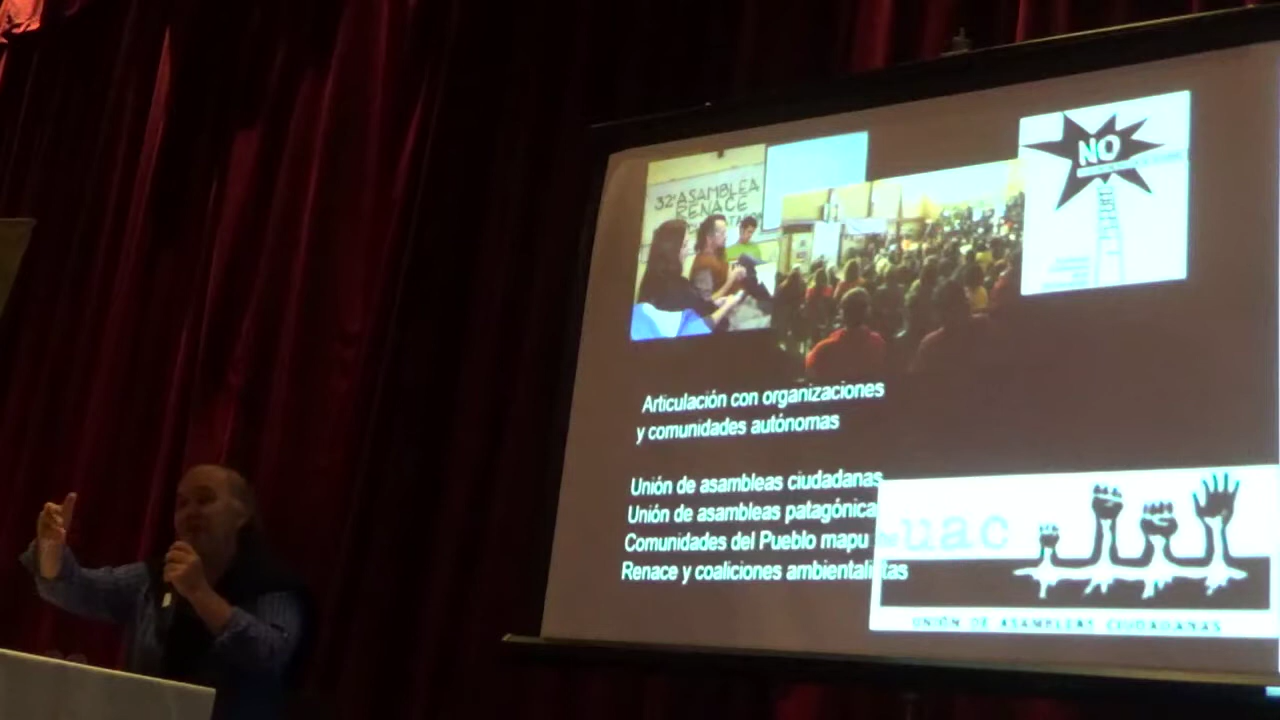 32ª ASAMBLEA
RENACE
NO
Articulación con organizaciones
y comunidades autónomas
Unión de asambleas ciudadanas
Unión de asambleas patagónica
Comunidades del Pueblo mapu
Renace y coaliciones ambientalistas
uac
UNIÓN DE ASAMBLEAS CIUDADANAS